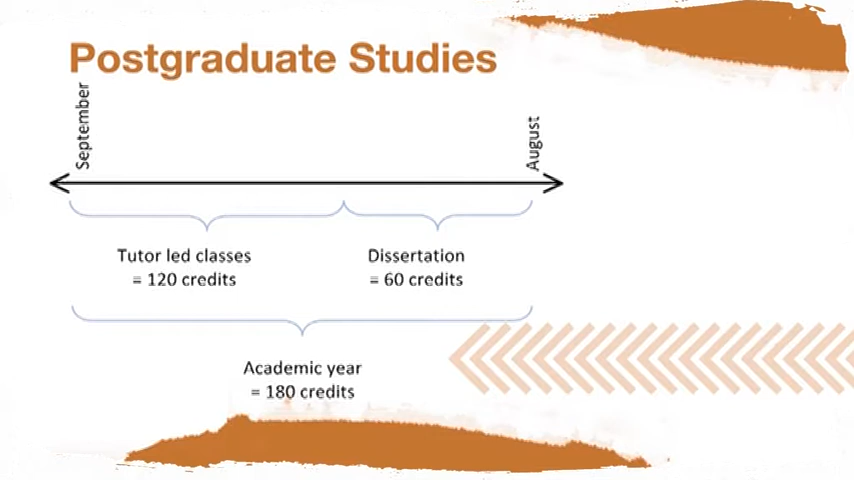 Postgraduate Studies
September
August
Tutor led classes
= 120 credits
Dissertation
= 60 credits
Academic year
= 180 credits